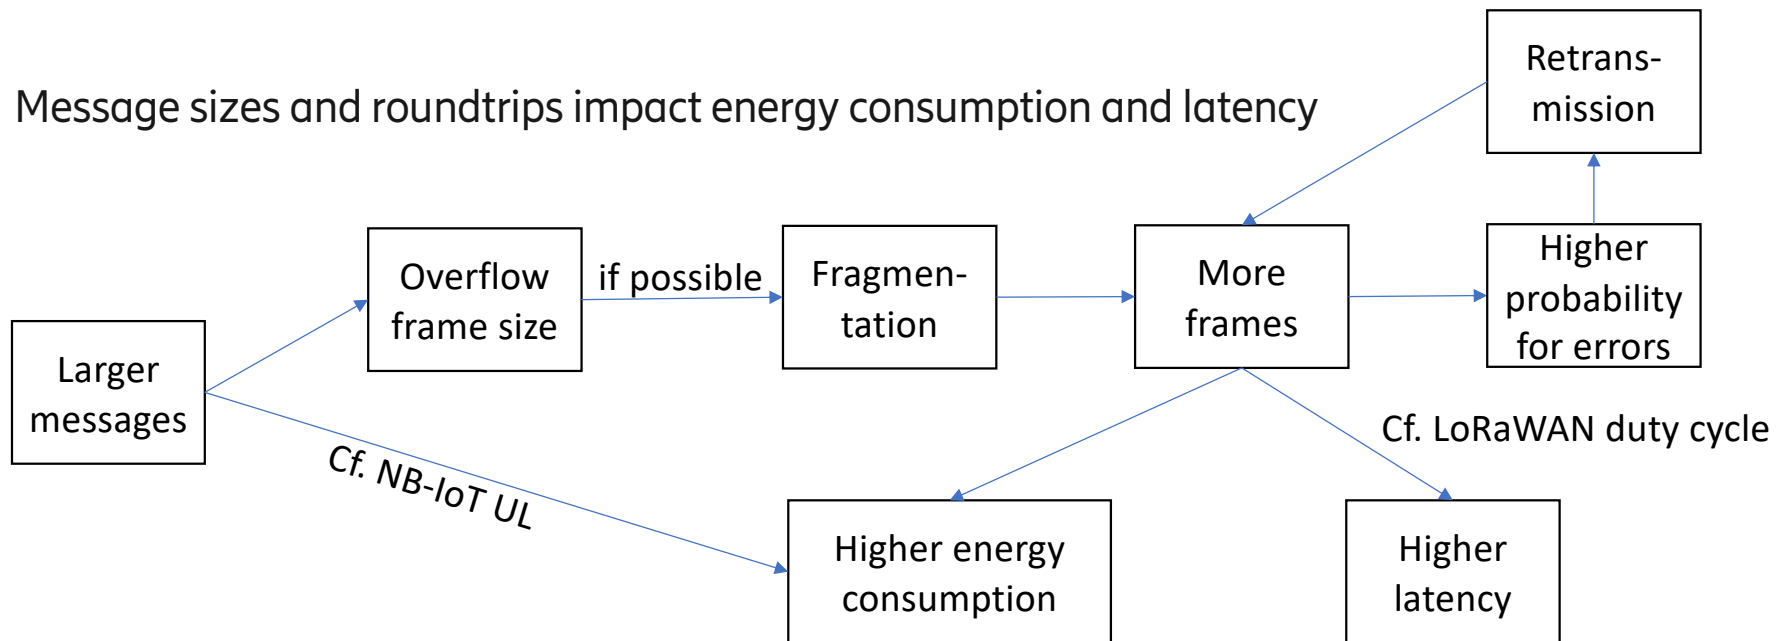 Message sizes and roundtrips impact energy consumption and latency
Retrans-
mission
Larger
messages
Overflow
frame size
if possible
Fragmen-
tation
More
frames
Higher
probability
for errors
Cf. NB-IoT UL
Cf. LoRaWAN duty cycle
Higher energy
consumption
Higher
latency